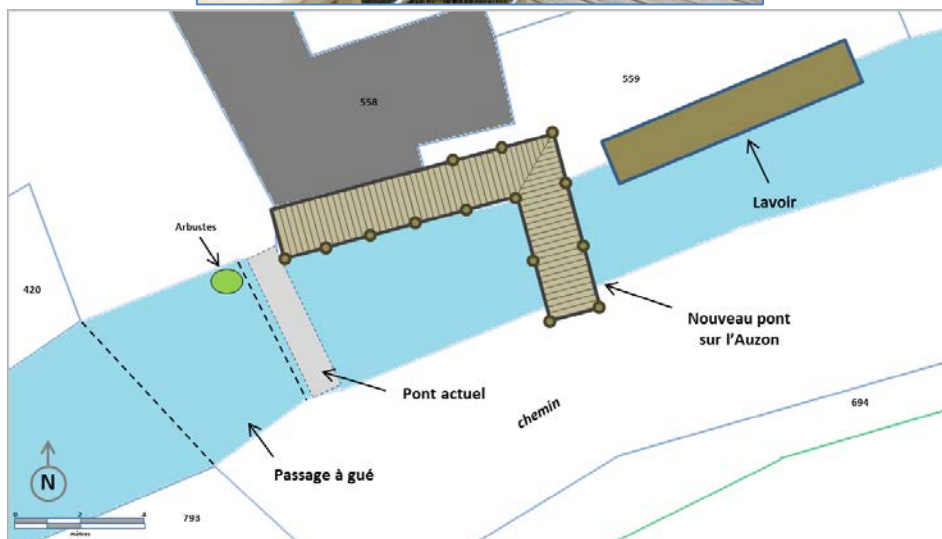 558
559
Lavoir
Arbustes
420
Nouveau pont
sur l'Auzon
Pont actuel
chemin
694
Passage à gué
N
0 2 4
mètres
793